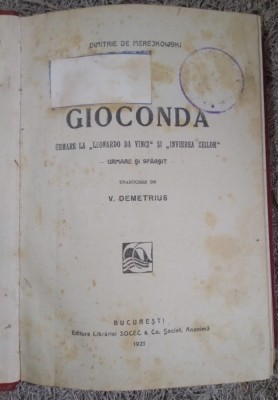 DIMITRIE DE MEREJKOWSKI
GIOCONDA
URMARE LA „LEONARDO DA VINCI" ȘI „INVIEREA ZEILOR"
- URMARE ȘI SFÂRȘIT -
TRADUCERE DE
V. DEMETRIUS
BUCUREȘTI
Editura Librăriei SOCEC & Co., Societ. Anonimă
1921